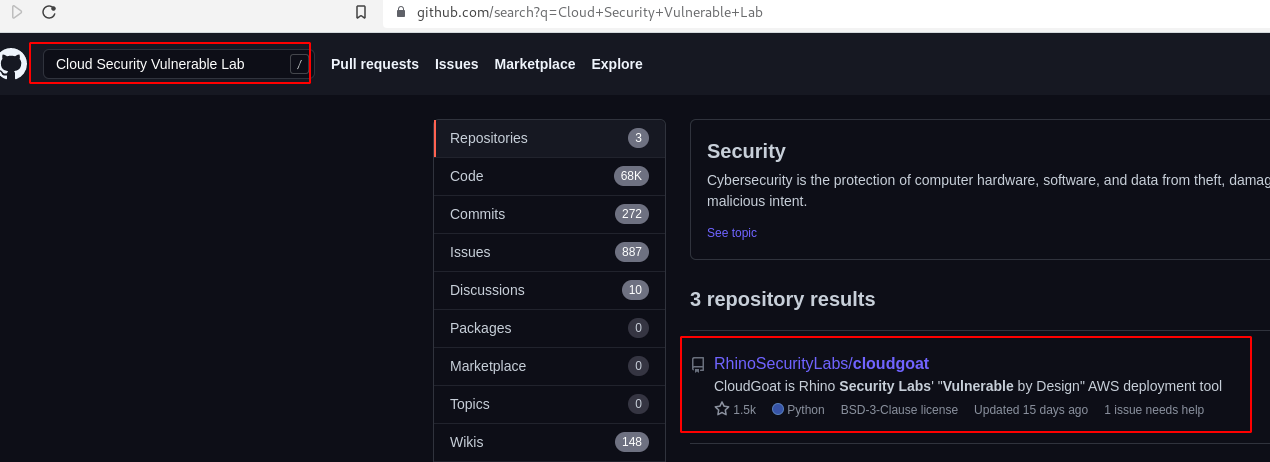 github.com/search?q=Cloud+Security+Vulnerable+Lab
Cloud Security Vulnerable Lab /
Pull requests Issues Marketplace Explore
Repositories 3
Code 68K
Commits 272
Issues 887
Discussions 10
Packages 0
Marketplace 0
Topics 0
Wikis 148
Security
Cybersecurity is the protection of computer hardware, software, and data from theft, damag
malicious intent.
See topic
3 repository results
RhinoSecurityLabs/cloudgoat
CloudGoat is Rhino Security Labs' "Vulnerable by Design" AWS deployment tool
1.5k Python BSD-3-Clause license Updated 15 days ago 1 issue needs help